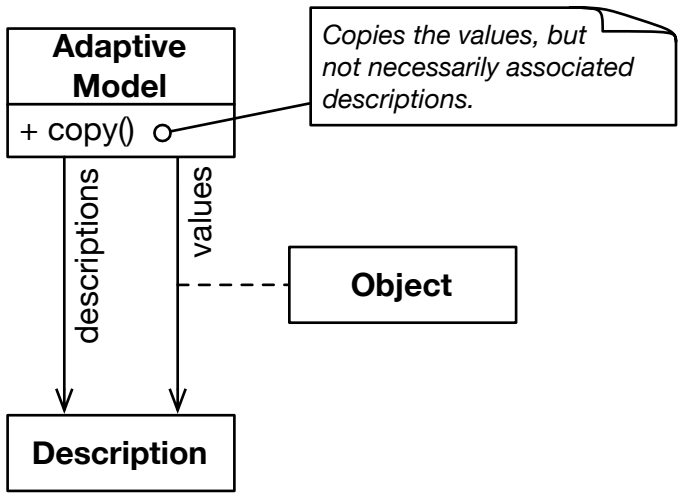 Adaptive
Model
+ copy()
Copies the values, but
not necessarily associated
descriptions.
descriptions
values
Object
Description